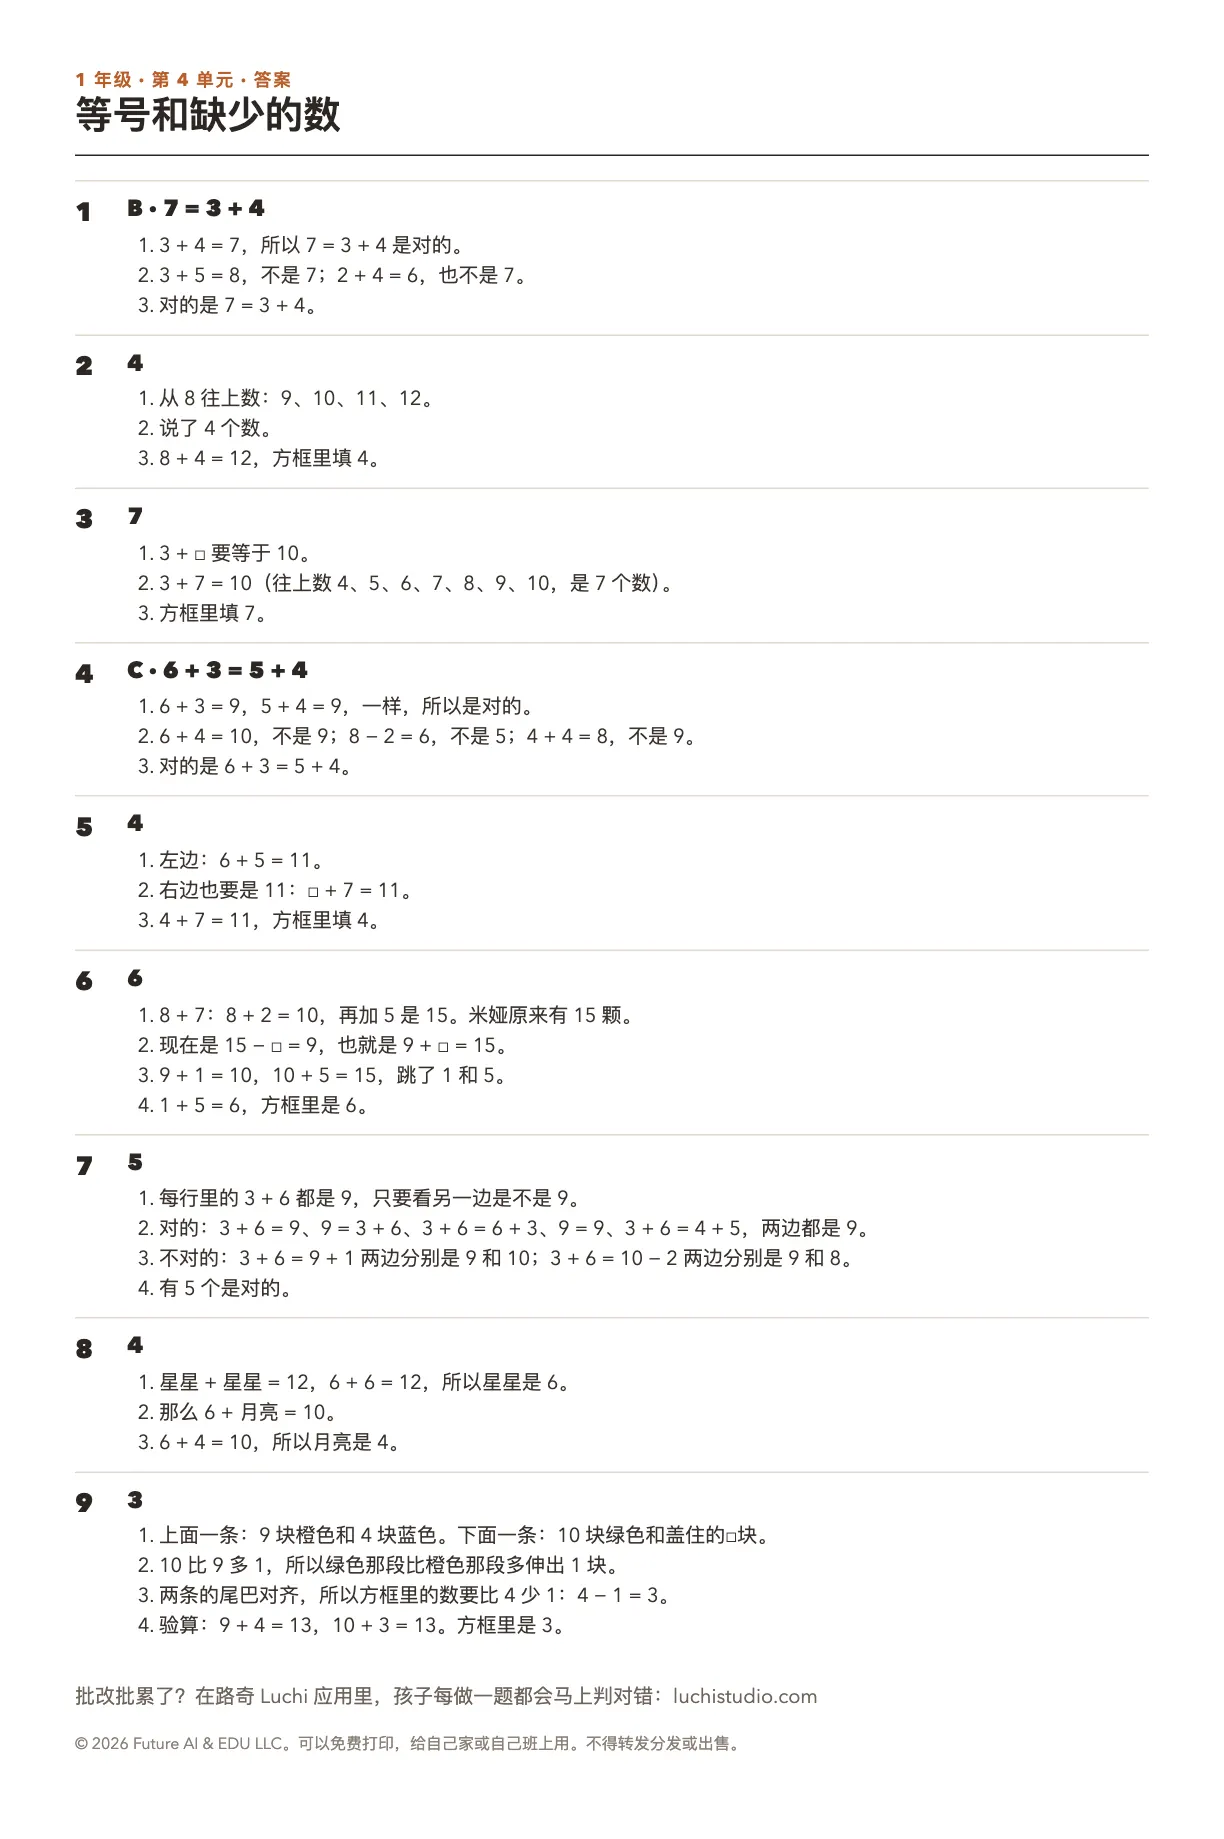 1 年级 · 第 4 单元 · 答案
等号和缺少的数
1
B · 7 = 3 + 4
1. 3 + 4 = 7，所以 7 = 3 + 4 是对的。
2. 3 + 5 = 8，不是 7；2 + 4 = 6，也不是 7。
3. 对的是 7 = 3 + 4。
2
4
1. 从 8 往上数：9、10、11、12。
2. 说了 4 个数。
3. 8 + 4 = 12，方框里填 4。
3
7
1. 3 + □ 要等于 10。
2. 3 + 7 = 10（往上数 4、5、6、7、8、9、10，是 7 个数）。
3. 方框里填 7。
4
C · 6 + 3 = 5 + 4
1. 6 + 3 = 9，5 + 4 = 9，一样，所以是对的。
2. 6 + 4 = 10，不是 9；8 − 2 = 6，不是 5；4 + 4 = 8，不是 9。
3. 对的是 6 + 3 = 5 + 4。
5
4
1. 左边：6 + 5 = 11。
2. 右边也要是 11：□ + 7 = 11。
3. 4 + 7 = 11，方框里填 4。
6
6
1. 8 + 7：8 + 2 = 10，再加 5 是 15。米娅原来有 15 颗。
2. 现在是 15 − □ = 9，也就是 9 + □ = 15。
3. 9 + 1 = 10，10 + 5 = 15，跳了 1 和 5。
4. 1 + 5 = 6，方框里是 6。
7
5
1. 每行里的 3 + 6 都是 9，只要看另一边是不是 9。
2. 对的：3 + 6 = 9、9 = 3 + 6、3 + 6 = 6 + 3、9 = 9、3 + 6 = 4 + 5，两边都是 9。
3. 不对的：3 + 6 = 9 + 1 两边分别是 9 和 10；3 + 6 = 10 − 2 两边分别是 9 和 8。
4. 有 5 个是对的。
8
4
1. 星星 + 星星 = 12，6 + 6 = 12，所以星星是 6。
2. 那么 6 + 月亮 = 10。
3. 6 + 4 = 10，所以月亮是 4。
9
3
1. 上面一条：9 块橙色和 4 块蓝色。下面一条：10 块绿色和盖住的□块。
2. 10 比 9 多 1，所以绿色那段比橙色那段多伸出 1 块。
3. 两条的尾巴对齐，所以方框里的数要比 4 少 1：4 − 1 = 3。
4. 验算：9 + 4 = 13，10 + 3 = 13。方框里是 3。
批改批累了？在路奇 Luchi 应用里，孩子每做一题都会马上判对错：luchistudio.com
© 2026 Future AI & EDU LLC。可以免费打印，给自己家或自己班上用。不得转发分发或出售。